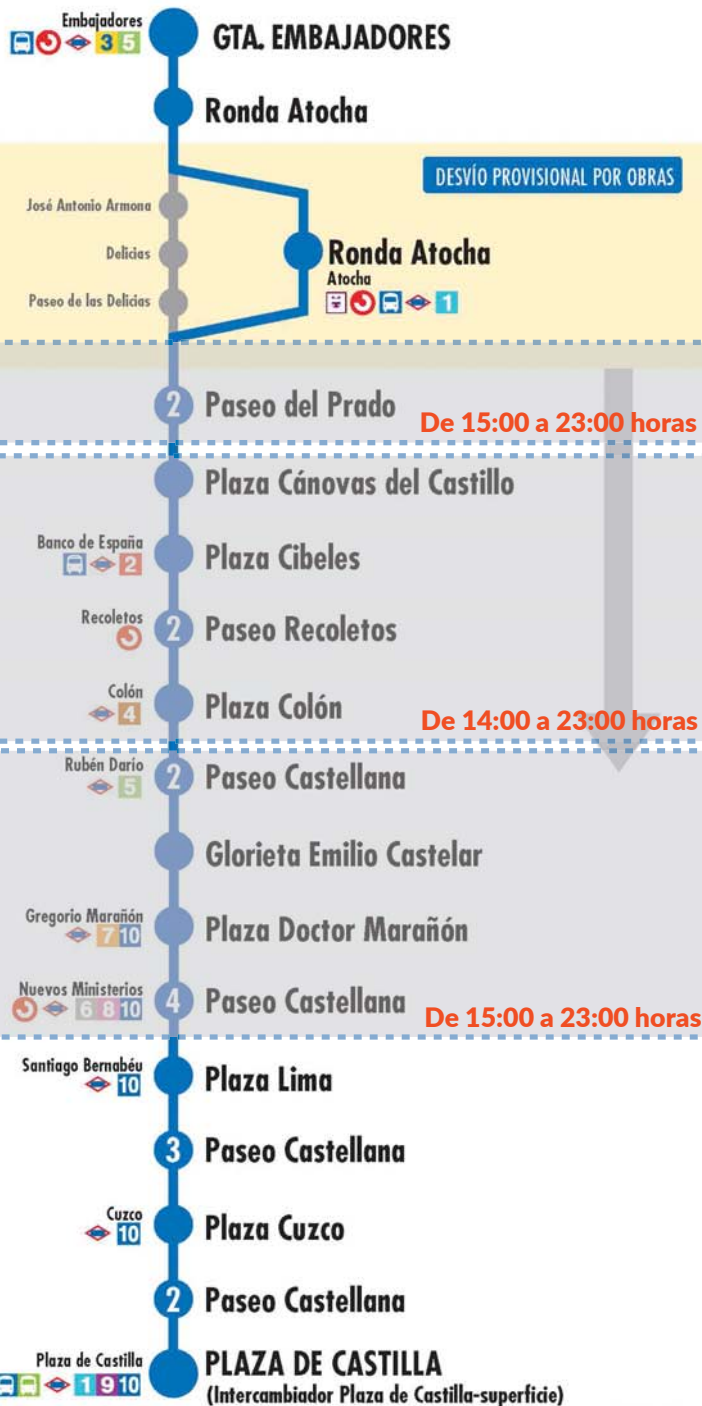 Embajadores
3 5
GTA. EMBAJADORES
Ronda Atocha
DESVÍO PROVISIONAL POR OBRAS
José Antonio Armona
Delicias
Paseo de las Delicias
Ronda Atocha
Atocha
1
2 Paseo del Prado
De 15:00 a 23:00 horas
Plaza Cánovas del Castillo
Banco de España
2
Plaza Cibeles
Recoletos
2 Paseo Recoletos
Colón
4
Plaza Colón
De 14:00 a 23:00 horas
Rubén Darío
5
2 Paseo Castellana
Glorieta Emilio Castelar
Gregorio Marañón
7 10
Plaza Doctor Marañón
Nuevos Ministerios
6 8 10
4 Paseo Castellana
De 15:00 a 23:00 horas
Santiago Bernabéu
10
Plaza Lima
3 Paseo Castellana
Cuzco
10
Plaza Cuzco
2 Paseo Castellana
Plaza de Castilla
1 9 10
PLAZA DE CASTILLA
(Intercambiador Plaza de Castilla-superficie)